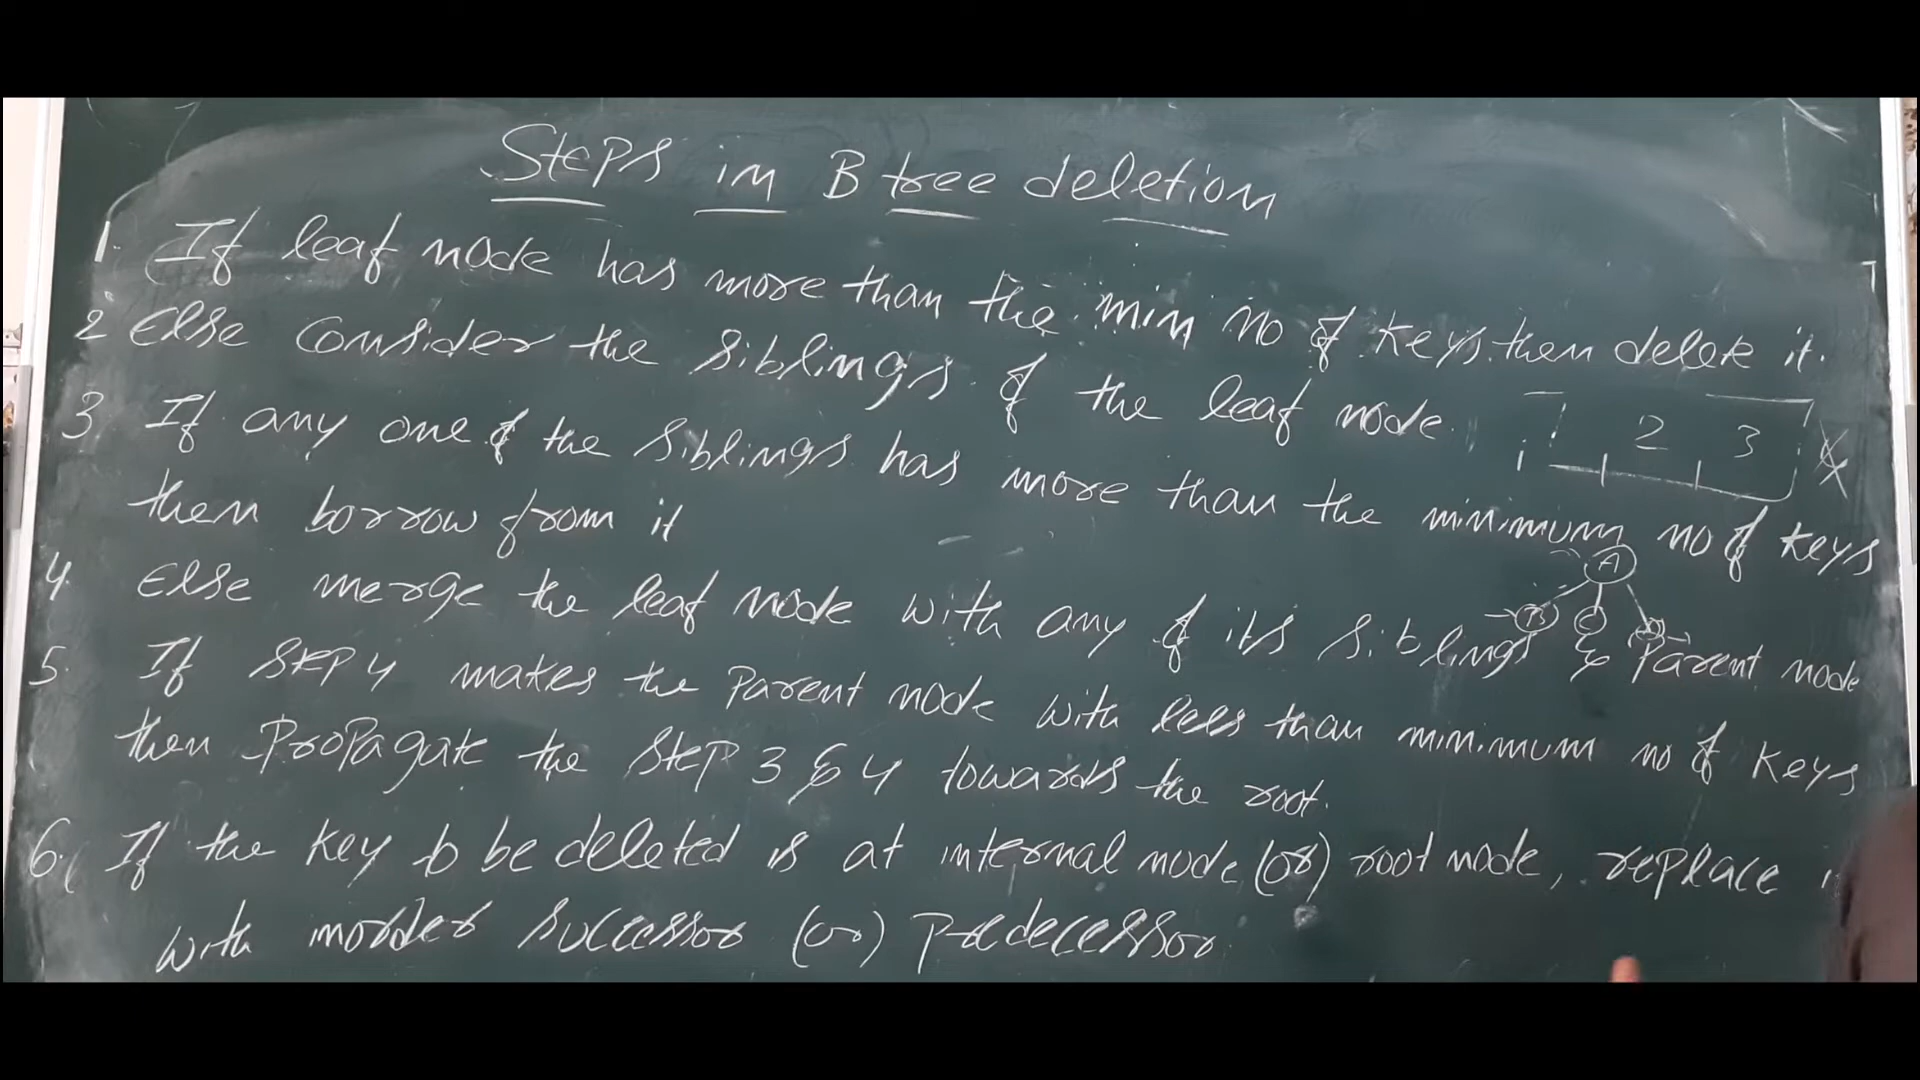 Steps in B tree deletion
1. If leaf node has more than the min no of keys then delete it.
2 Else Consider the siblings of the leaf node.
3 If any one of the siblings has more than the minimum no of keys
then borrow from it
4. Else merge the leaf node with any of its siblings & Parent node
5. If Step 4 makes the Parent node with less than minimum no of keys
then Propagate the Step 3 & 4 towards the root.
6. If the key to be deleted is at internal node (or) root node, replace
with inorder successor (or) Predecessor.
1 2 3
A
B C D